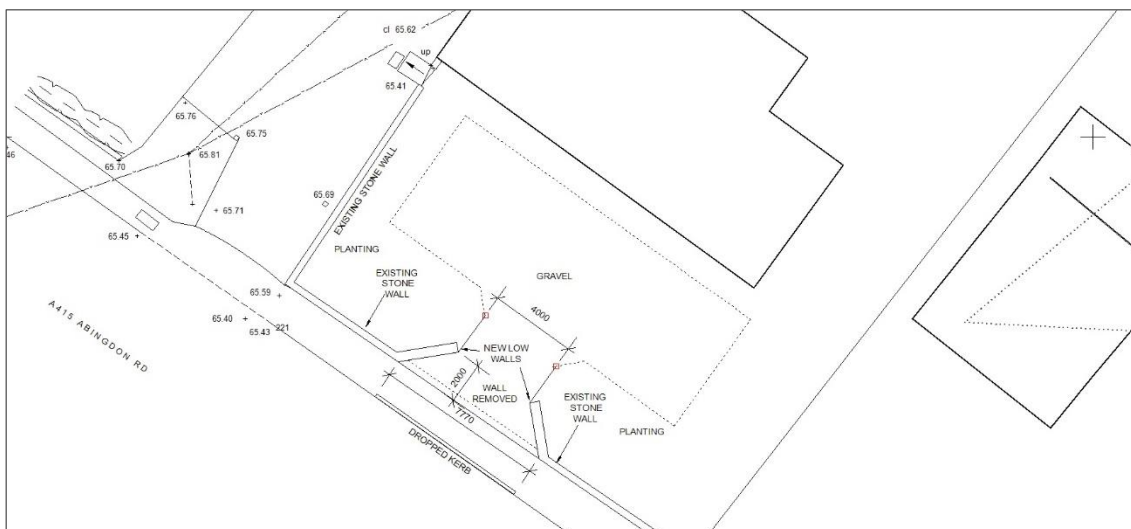 cl 65.62
up
65.41
65.76
65.75
65.81
65.70
46
65.69
65.71
65.45
EXISTING STONE WALL
PLANTING
GRAVEL
EXISTING
STONE
WALL
65.59
65.40
65.43
221
4000
A415 ABINGDON RD
NEW LOW
WALLS
2000
WALL
REMOVED
7770
EXISTING
STONE
WALL
PLANTING
DROPPED KERB